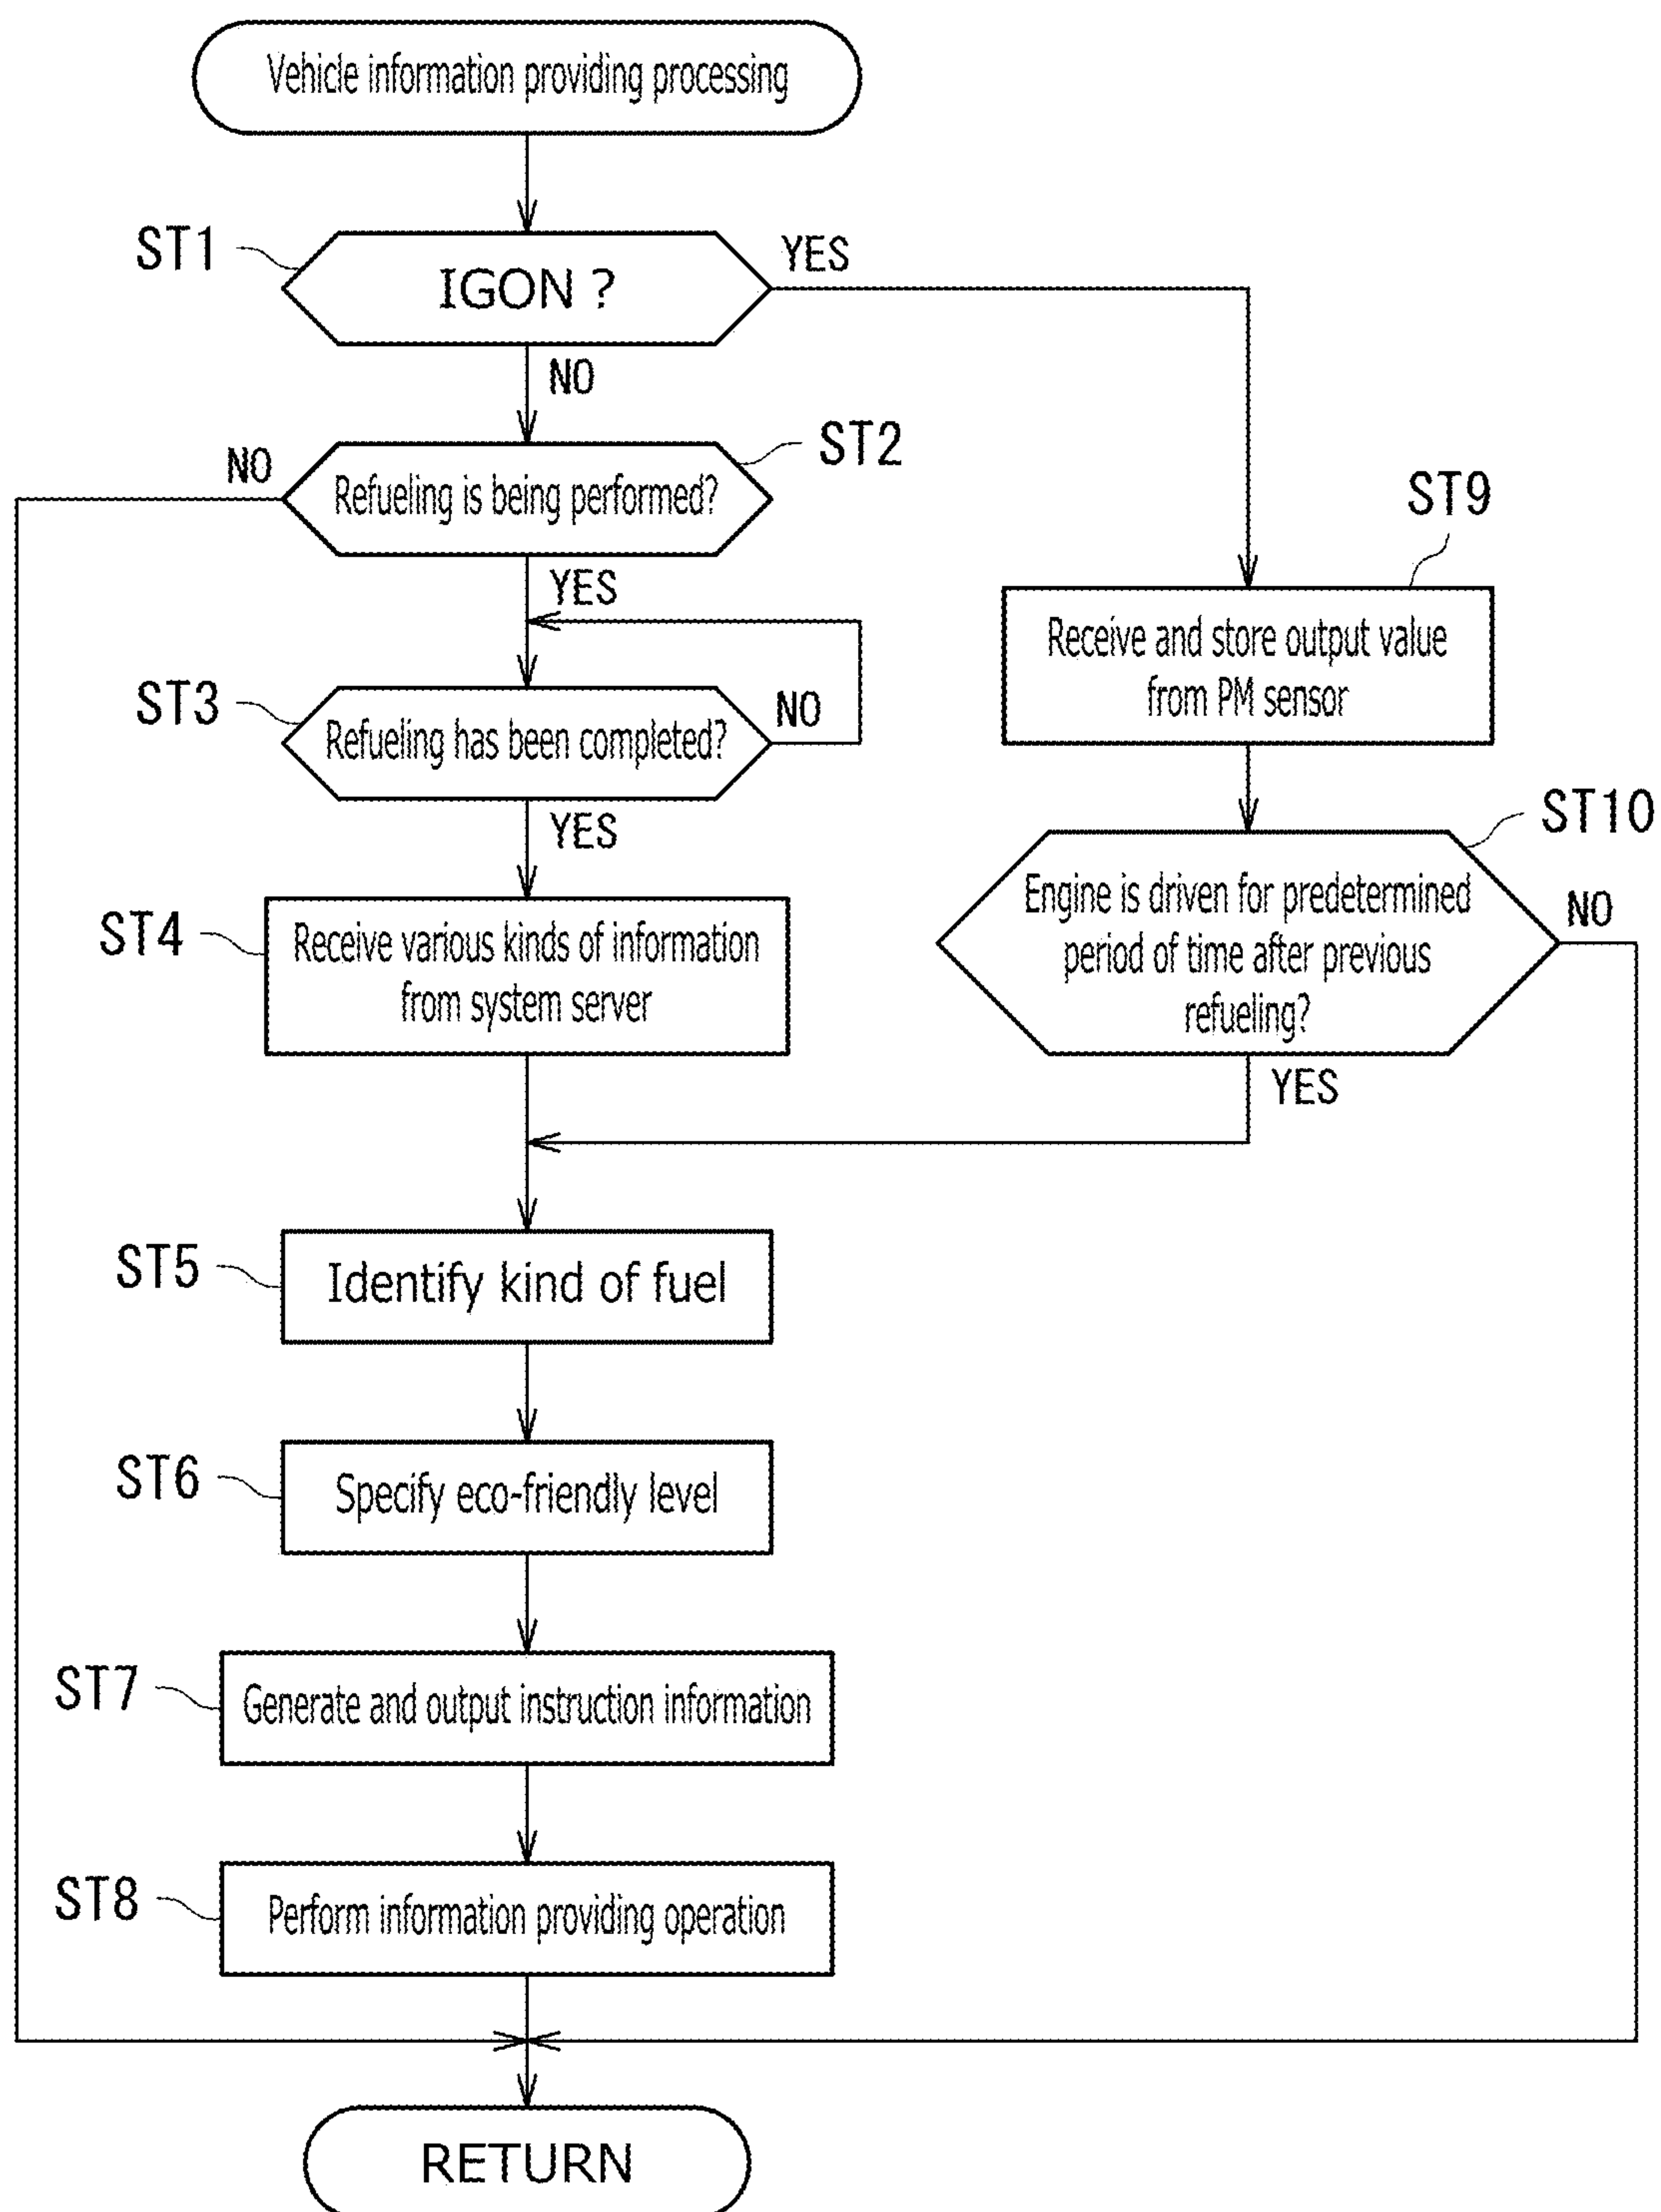 Vehicle information providing processing
ST1
IGON ?
YES
NO
ST2
NO
Refueling is being performed?
YES
ST3
Refueling has been completed?
NO
YES
ST4
Receive various kinds of information
from system server
ST9
Receive and store output value
from PM sensor
ST10
Engine is driven for predetermined
period of time after previous
refueling?
NO
YES
ST5
Identify kind of fuel
ST6
Specify eco-friendly level
ST7
Generate and output instruction information
ST8
Perform information providing operation
RETURN